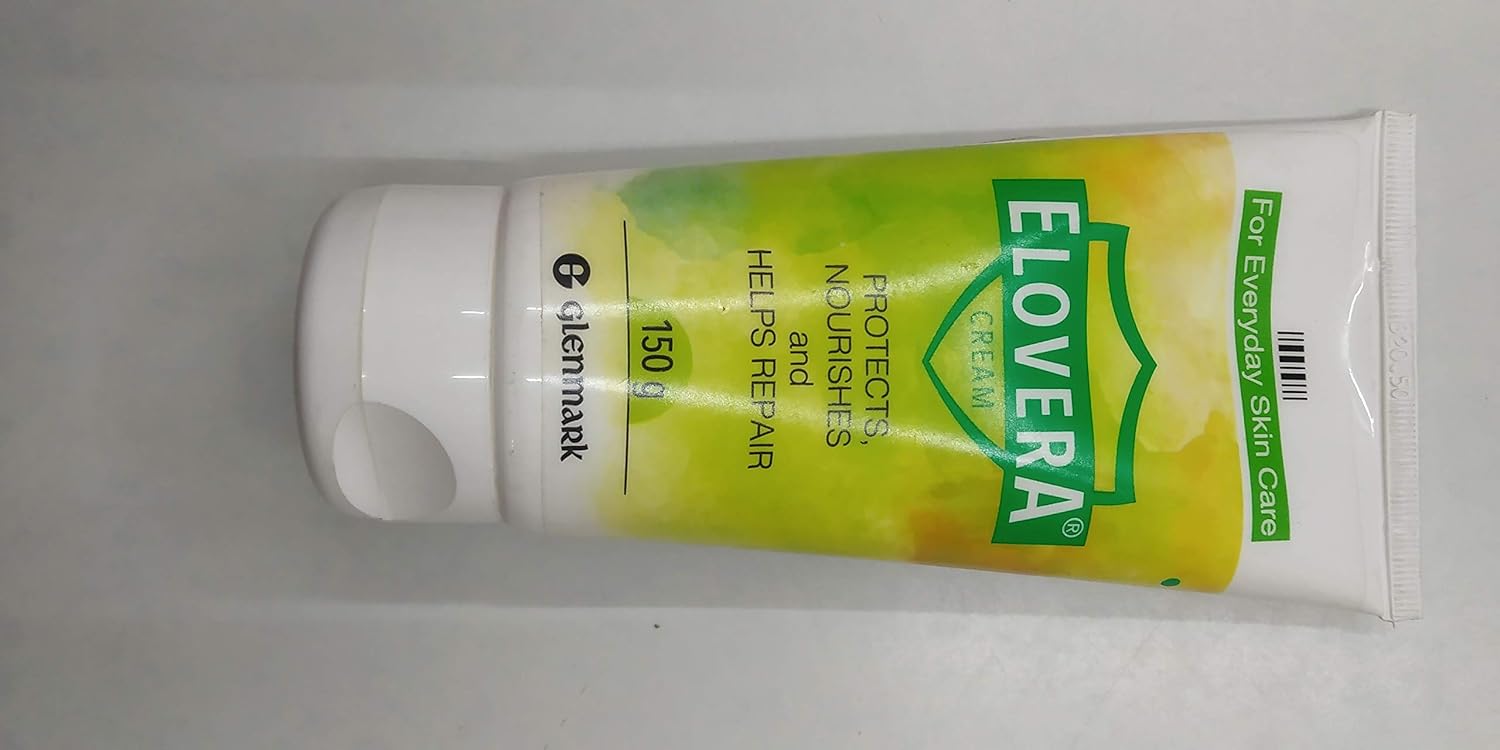 For Everyday Skin Care
ELOVERA®
CREAM
PROTECTS,
NOURISHES
and
HELPS REPAIR
150 g
glenmark